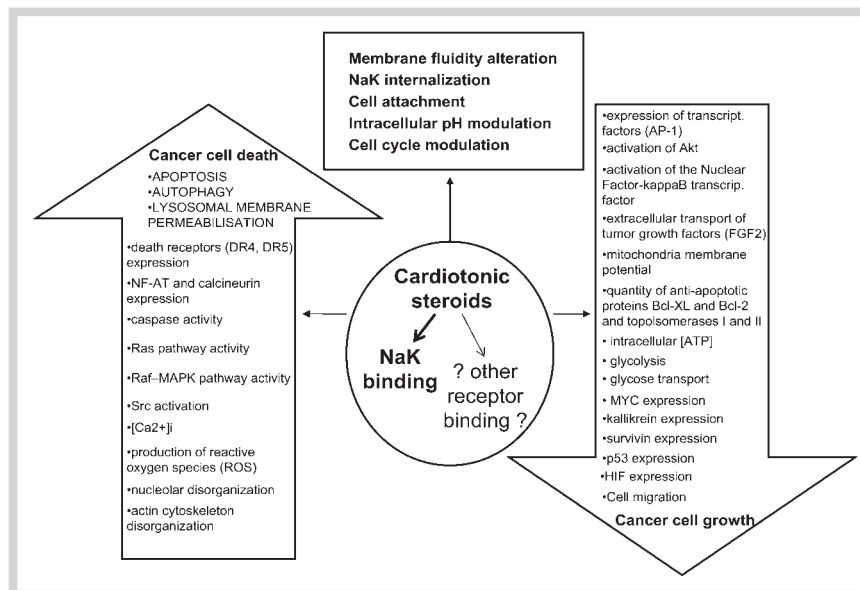 Membrane fluidity alteration
NaK internalization
Cell attachment
Intracellular pH modulation
Cell cycle modulation
Cancer cell death
•APOPTOSIS
•AUTOPHAGY
•LYSOSOMAL MEMBRANE
PERMEABILISATION
•death receptors (DR4, DR5)
expression
•NF-AT and calcineurin
expression
•caspase activity
•Ras pathway activity
•Raf–MAPK pathway activity
•Src activation
•[Ca2+]i
•production of reactive
oxygen species (ROS)
•nucleolar disorganization
•actin cytoskeleton
disorganization
Cardiotonic
steroids
NaK
binding
? other
receptor
binding ?
•expression of transcript.
factors (AP-1)
•activation of Akt
•activation of the Nuclear
Factor-kappaB transcrip.
factor
•extracellular transport of
tumor growth factors (FGF2)
•mitochondria membrane
potential
•quantity of anti-apoptotic
proteins Bcl-XL and Bcl-2
and topoisomerases I and II
• intracellular [ATP]
• glycolysis
• glycose transport
• MYC expression
•kallikrein expression
•survivin expression
•p53 expression
•HIF expression
•Cell migration
Cancer cell growth